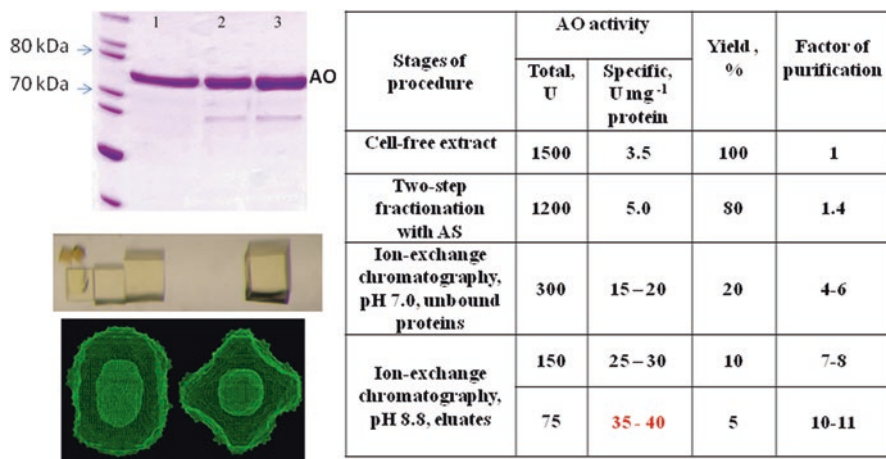 1 2 3
80 kDa
70 kDa
AO
Stages of
procedure
AO activity
Total,
U
Specific,
U mg⁻¹
protein
Yield ,
%
Factor of
purification
Cell-free extract
1500
3.5
100
1
Two-step
fractionation
with AS
1200
5.0
80
1.4
Ion-exchange
chromatography,
pH 7.0, unbound
proteins
300
15–20
20
4-6
Ion-exchange
chromatography,
pH 8.8, eluates
150
25–30
10
7-8
75
35- 40
5
10-11